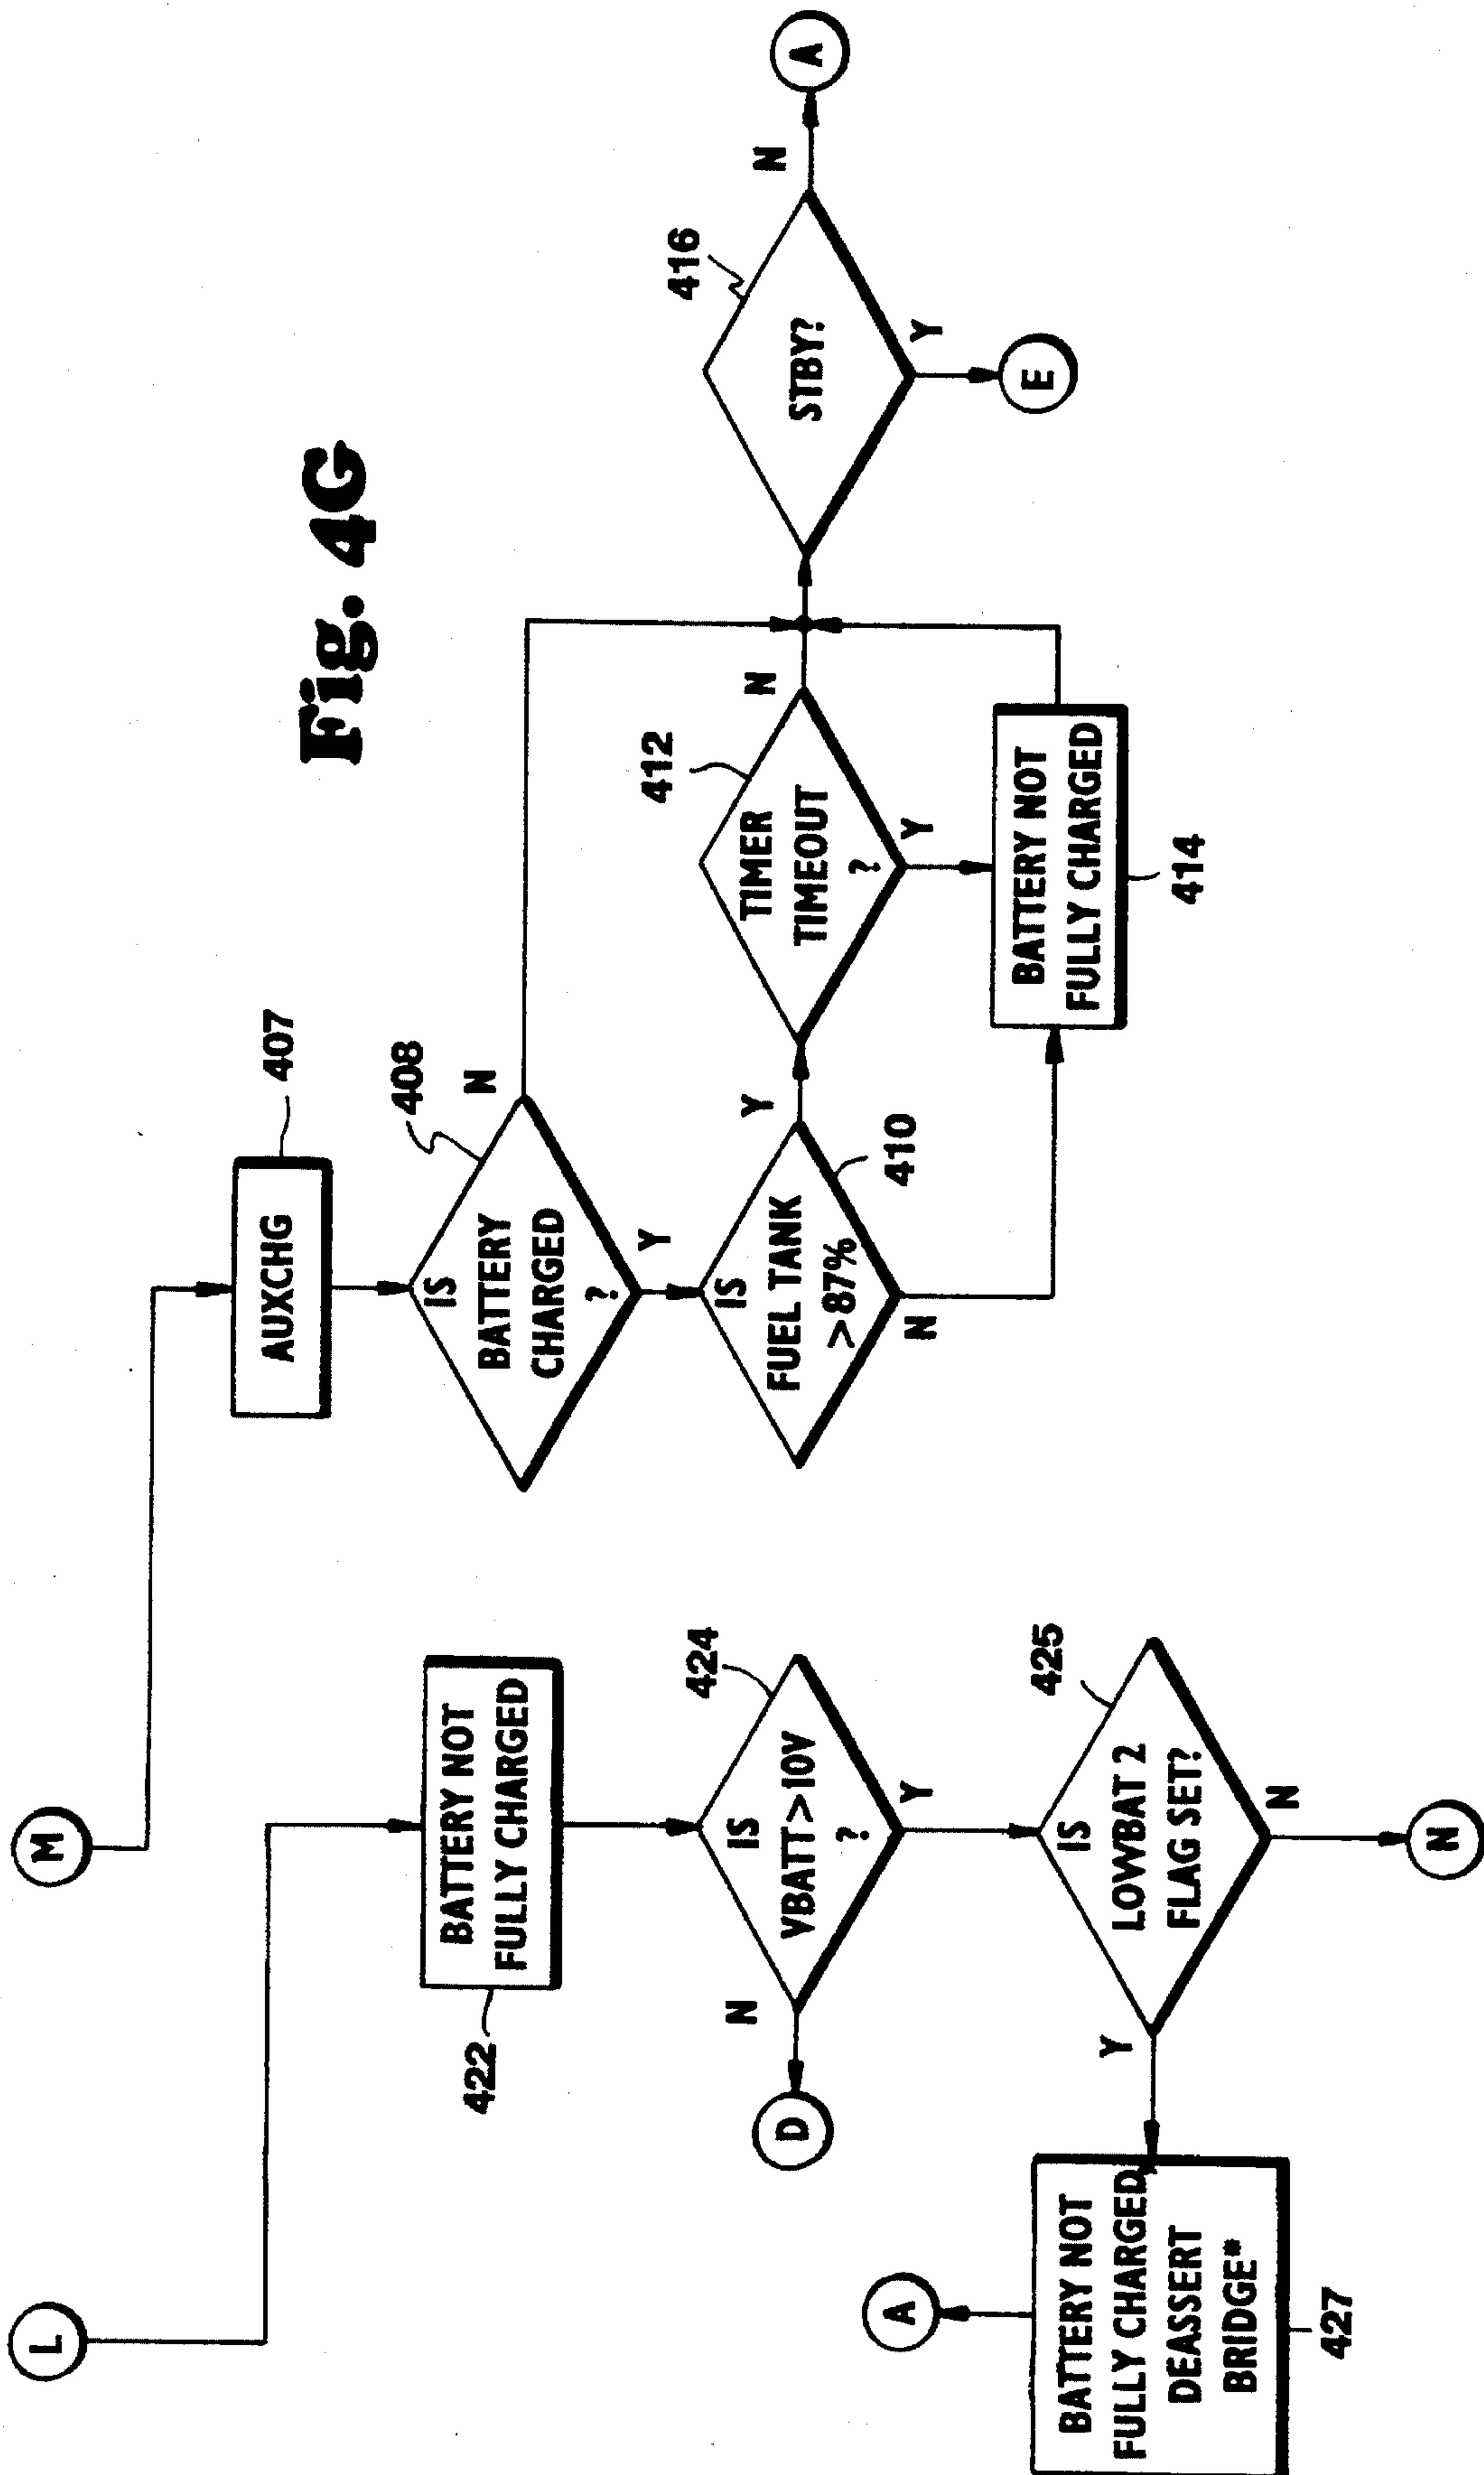 Fig. 4G
L
M
422
BATTERY NOT
FULLY CHARGED
424
IS
VBATT>10V
?
N
Y
D
425
IS
LOWBAT 2
FLAG SET?
Y
N
N
A
BATTERY NOT
FULLY CHARGED,
DEASSERT
BRIDGE*
427
AUXCHG
407
408
IS
BATTERY
CHARGED
?
N
Y
IS
FUEL TANK
>87%
410
Y
N
412
TIMER
TIMEOUT
?
N
Y
BATTERY NOT
FULLY CHARGED
414
416
STBY?
N
Y
A
E